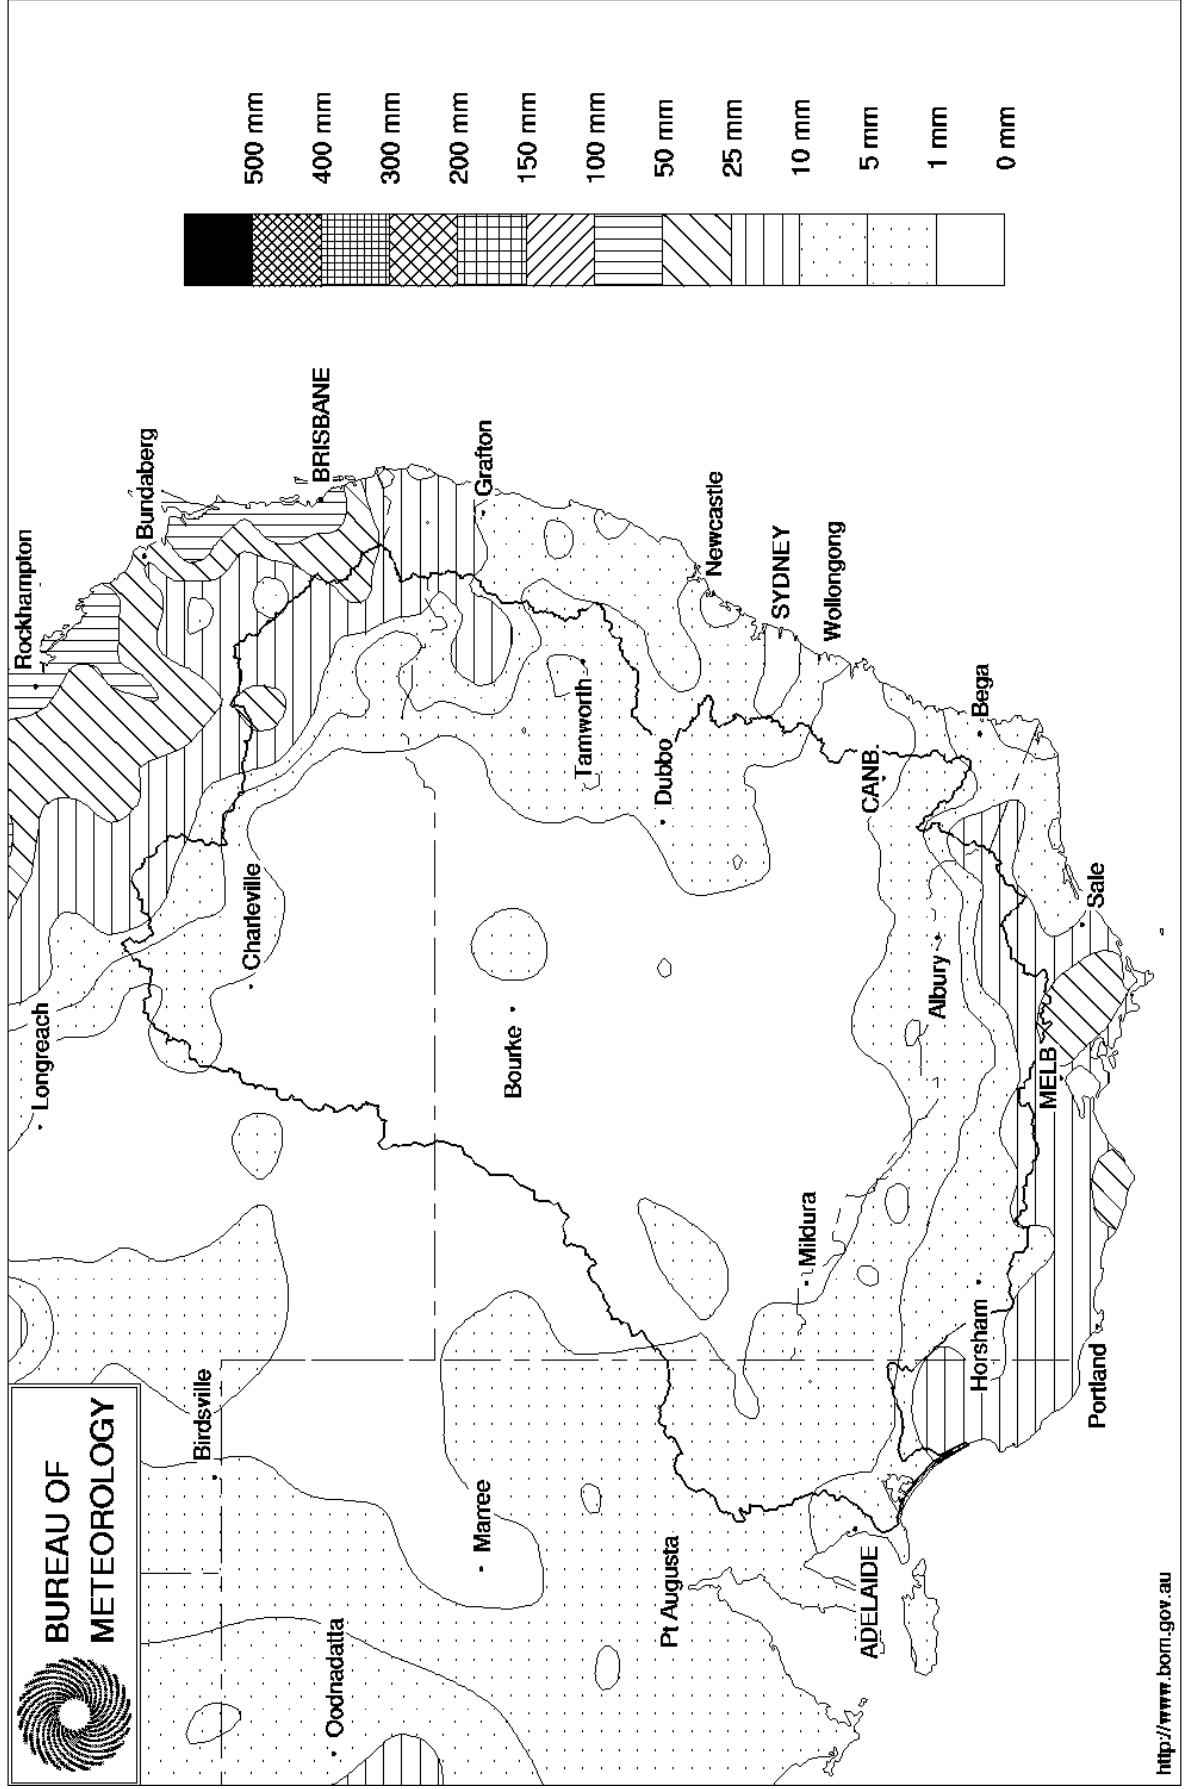 BUREAU OF
METEOROLOGY
500 mm
400 mm
300 mm
200 mm
150 mm
100 mm
50 mm
25 mm
10 mm
5 mm
1 mm
0 mm
Rockhampton
Longreach
Bundaberg
Birdsville
Charleville
BRISBANE
Oodnadatta
Marree
Bourke
Grafton
Tamworth
Pt Augusta
Dubbo
Newcastle
SYDNEY
Mildura
Wollongong
ADELAIDE
CANB.
Albury
Horsham
Bega
MELB
Portland
Sale
http://www.bom.gov.au